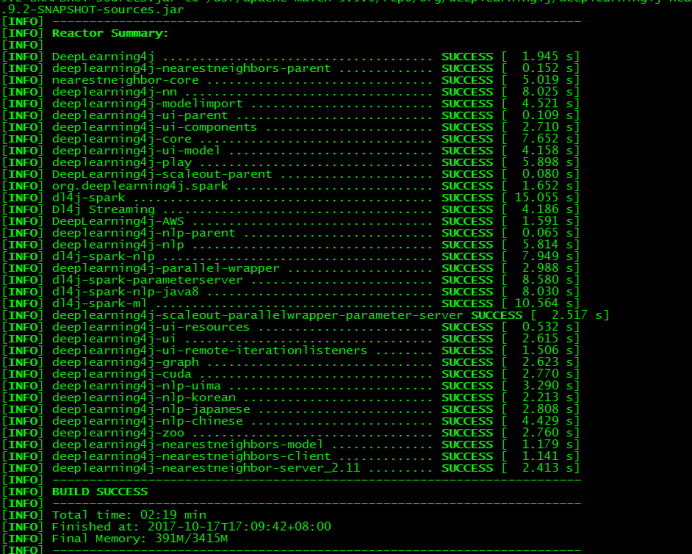 .9.2-SNAPSHOT-sources.jar
[INFO] ------------------------------------------------------------------------
[INFO] Reactor Summary:
[INFO]
[INFO] DeepLearning4j ..................................... SUCCESS [  1.945 s]
[INFO] deeplearning4j-nearestneighbors-parent ............. SUCCESS [  0.152 s]
[INFO] nearestneighbor-core ............................... SUCCESS [  5.019 s]
[INFO] deeplearning4j-nn .................................. SUCCESS [  8.025 s]
[INFO] deeplearning4j-modelimport ......................... SUCCESS [  4.521 s]
[INFO] deeplearning4j-ui-parent ........................... SUCCESS [  0.109 s]
[INFO] deeplearning4j-ui-components ....................... SUCCESS [  2.710 s]
[INFO] deeplearning4j-core ................................ SUCCESS [  7.652 s]
[INFO] deeplearning4j-ui-model ............................ SUCCESS [  4.158 s]
[INFO] deeplearning4j-play ................................ SUCCESS [  5.898 s]
[INFO] DeepLearning4j-scaleout-parent ..................... SUCCESS [  0.080 s]
[INFO] org.deeplearning4j.spark ........................... SUCCESS [  1.652 s]
[INFO] dl4j-spark ......................................... SUCCESS [ 15.055 s]
[INFO] Dl4j Streaming ..................................... SUCCESS [  4.186 s]
[INFO] DeepLearning4j-AWS ................................. SUCCESS [  1.591 s]
[INFO] deeplearning4j-nlp-parent .......................... SUCCESS [  0.065 s]
[INFO] deeplearning4j-nlp ................................. SUCCESS [  5.814 s]
[INFO] dl4j-spark-nlp ..................................... SUCCESS [  7.949 s]
[INFO] deeplearning4j-parallel-wrapper .................... SUCCESS [  2.988 s]
[INFO] dl4j-spark-parameterserver ......................... SUCCESS [  8.580 s]
[INFO] dl4j-spark-nlp-java8 ............................... SUCCESS [  8.030 s]
[INFO] dl4j-spark-ml ...................................... SUCCESS [ 10.564 s]
[INFO] deeplearning4j-scaleout-parallelwrapper-parameter-server SUCCESS [  2.517 s]
[INFO] deeplearning4j-ui-resources ........................ SUCCESS [  0.532 s]
[INFO] deeplearning4j-ui .................................. SUCCESS [  2.615 s]
[INFO] deeplearning4j-ui-remote-iterationlisteners ........ SUCCESS [  1.506 s]
[INFO] deeplearning4j-graph ............................... SUCCESS [  2.623 s]
[INFO] deeplearning4j-cuda ................................ SUCCESS [  2.770 s]
[INFO] deeplearning4j-nlp-uima ............................ SUCCESS [  3.290 s]
[INFO] deeplearning4j-nlp-korean .......................... SUCCESS [  2.213 s]
[INFO] deeplearning4j-nlp-japanese ........................ SUCCESS [  2.808 s]
[INFO] deeplearning4j-nlp-chinese ......................... SUCCESS [  4.429 s]
[INFO] deeplearning4j-zoo ................................. SUCCESS [  2.760 s]
[INFO] deeplearning4j-nearestneighbors-model .............. SUCCESS [  1.179 s]
[INFO] deeplearning4j-nearestneighbors-client ............. SUCCESS [  1.141 s]
[INFO] deeplearning4j-nearestneighbor-server_2.11 ......... SUCCESS [  2.413 s]
[INFO] ------------------------------------------------------------------------
[INFO] BUILD SUCCESS
[INFO] ------------------------------------------------------------------------
[INFO] Total time: 02:19 min
[INFO] Finished at: 2017-10-17T17:09:42+08:00
[INFO] Final Memory: 391M/3415M
[INFO] ------------------------------------------------------------------------